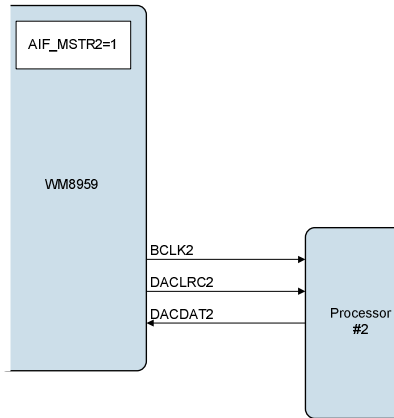 AIF_MSTR2=1
WM8959
BCLK2
DACLRC2
DACDAT2
Processor
#2